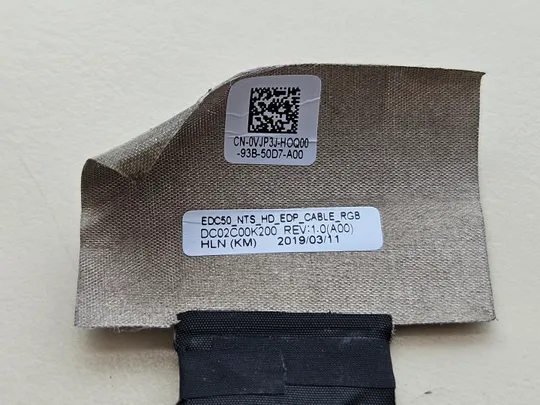 CN-0VJP3J-HOQ00
-93B-50D7-A00
EDC50_NTS_HD_EDP_CABLE_RGB
DC02C00K200 REV:1.0(A00)
HLN (KM) 2019/03/11